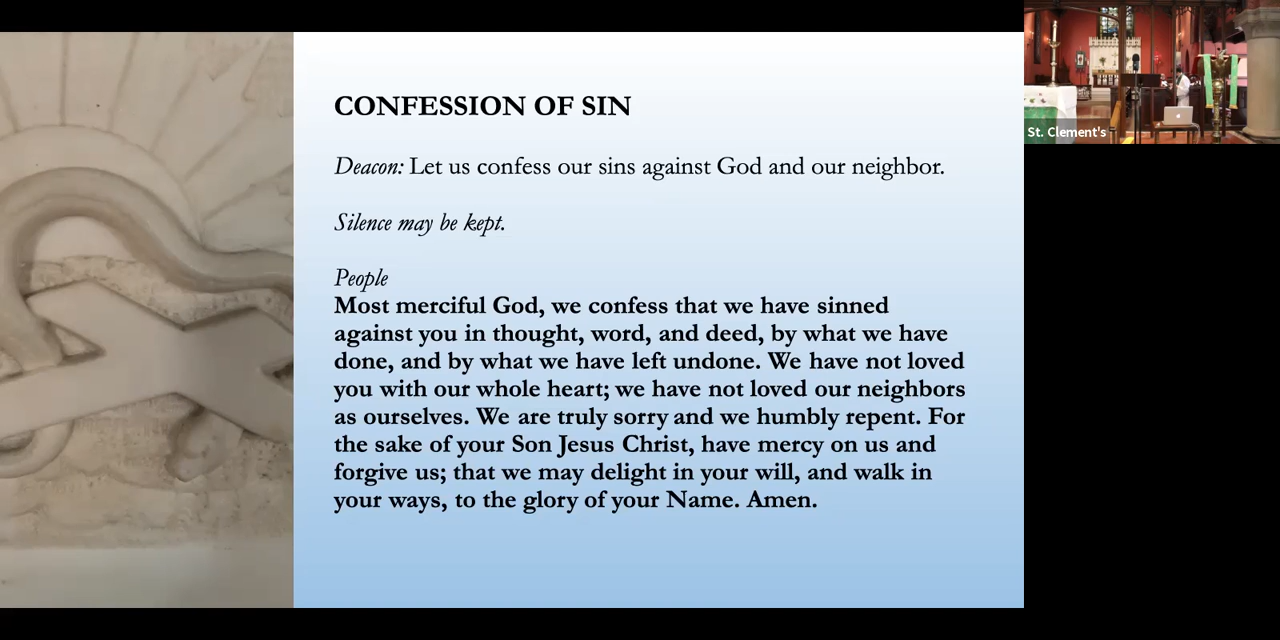 CONFESSION OF SIN
Deacon: Let us confess our sins against God and our neighbor.
Silence may be kept.
People
Most merciful God, we confess that we have sinned
against you in thought, word, and deed, by what we have
done, and by what we have left undone. We have not loved
you with our whole heart; we have not loved our neighbors
as ourselves. We are truly sorry and we humbly repent. For
the sake of your Son Jesus Christ, have mercy on us and
forgive us; that we may delight in your will, and walk in
your ways, to the glory of your Name. Amen.
St. Clement's